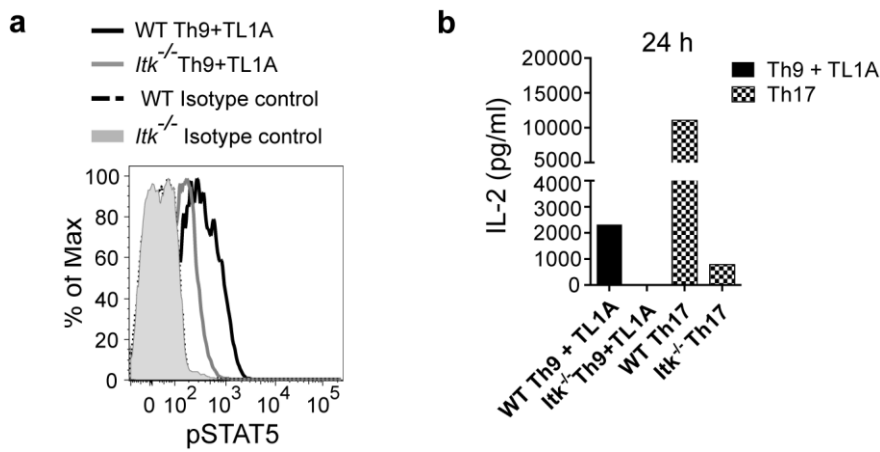 a
WT Th9+TL1A
Itk-/- Th9+TL1A
WT Isotype control
Itk-/- Isotype control
100
80
60
40
20
0
% of Max
0 10^2 10^3 10^4 10^5
pSTAT5
b
24 h
Th9 + TL1A
Th17
20000
15000
10000
5000
4000
3000
2000
1000
0
IL-2 (pg/ml)
WT Th9 + TL1A
Itk-/- Th9+TL1A
WT Th17
Itk-/- Th17